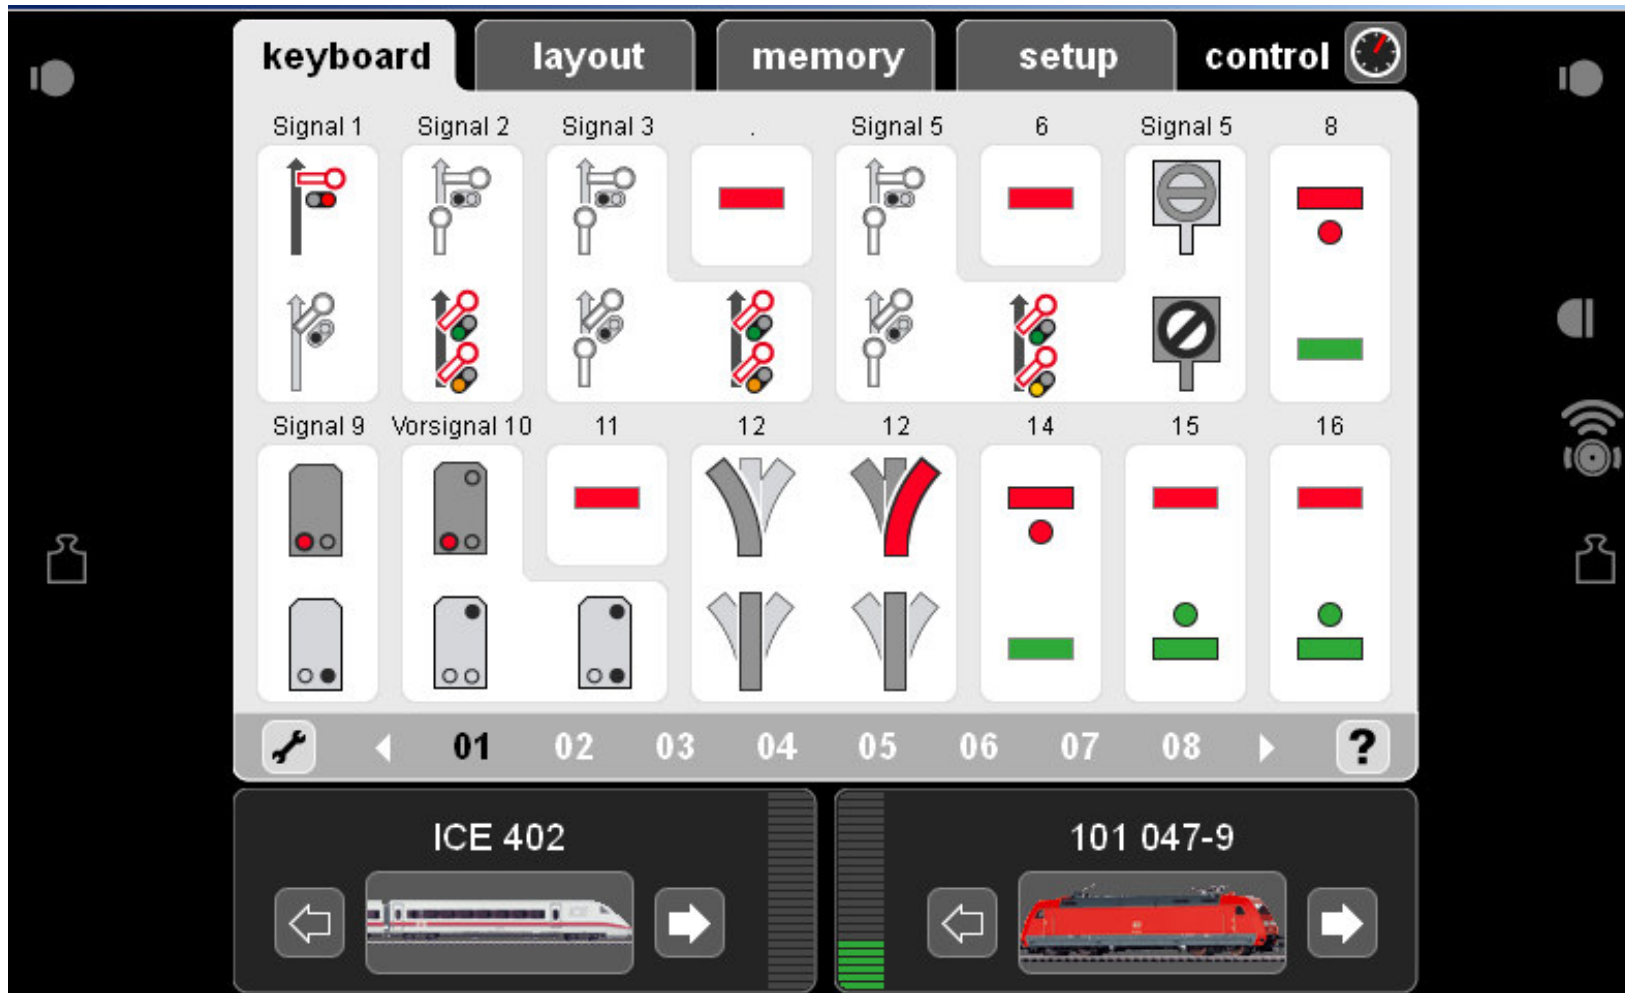 keyboard layout memory setup control
Signal 1 Signal 2 Signal 3 . Signal 5 6 Signal 5 8
Signal 9 Vorsignal 10 11 12 12 14 15 16
01 02 03 04 05 06 07 08 ?
ICE 402 101 047-9